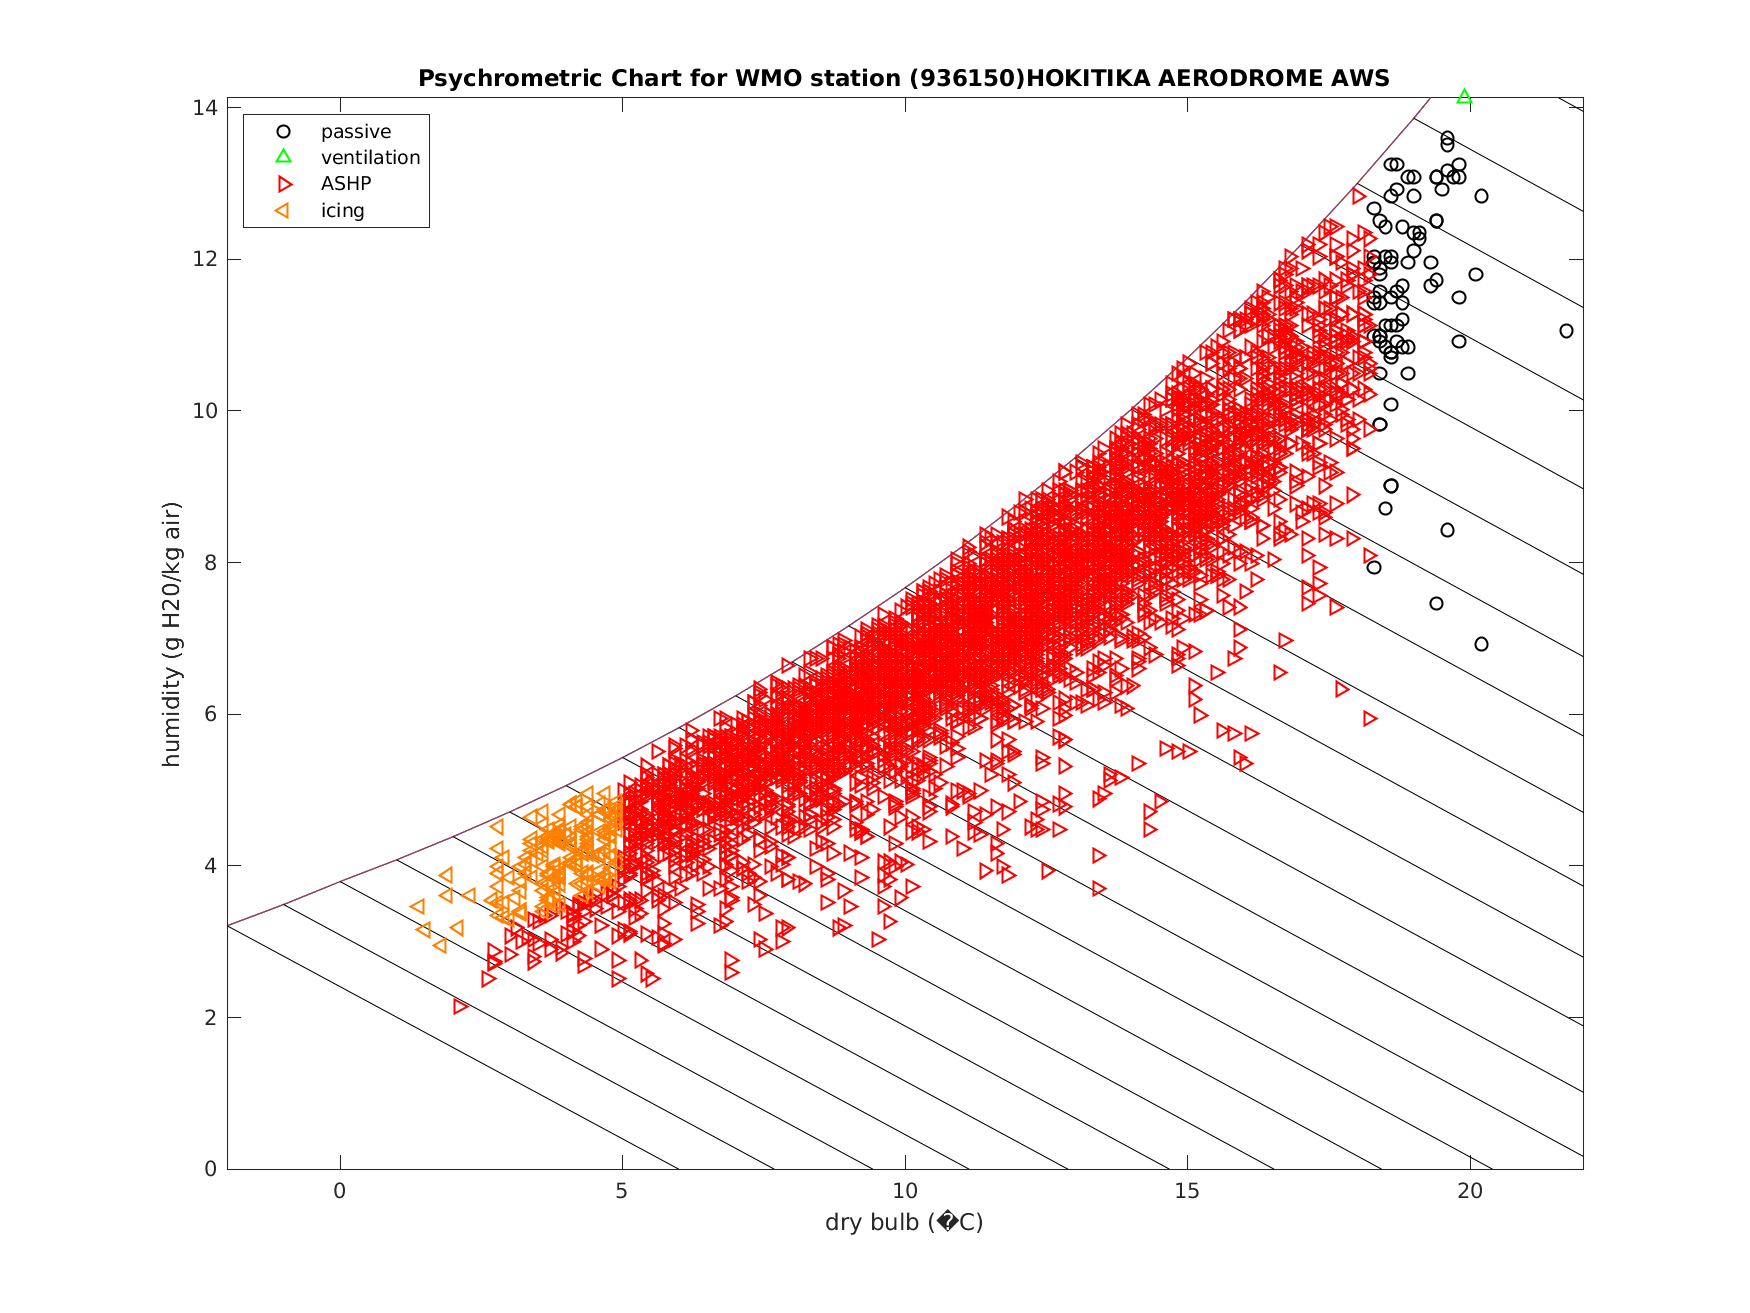 Psychrometric Chart for WMO station (936150)HOKITIKA AERODROME AWS
passive
ventilation
ASHP
icing
humidity (g H20/kg air)
14
12
10
8
6
4
2
0
0 5 10 15 20
dry bulb (�C)